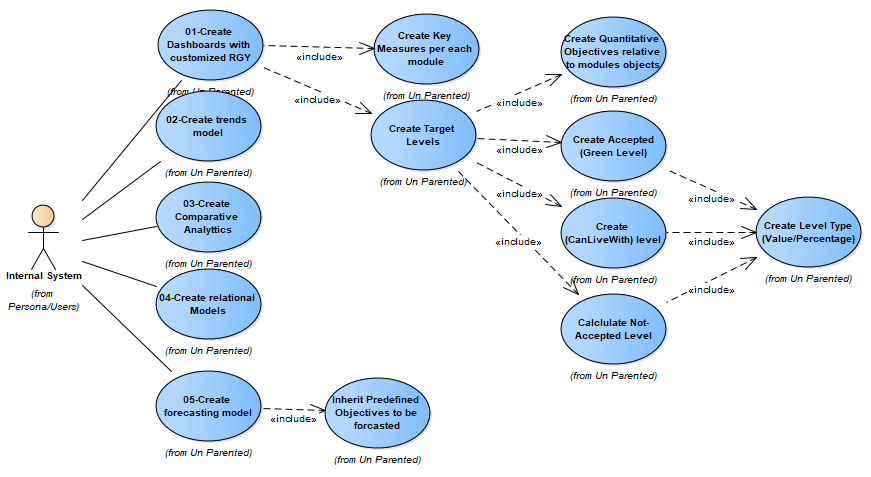 01-Create
Dashboards with
customized RGY
(from Un Parented)
«include»
Create Key
Measures per each
module
(from Un Parented)
«include»
Create Target
Levels
(from Un Parented)
«include»
Create Quantitative
Objectives relative
to modules objects
(from Un Parented)
«include»
Create Accepted
(Green Level)
(from Un Parented)
«include»
Create
(CanLiveWith) level
(from Un Parented)
«include»
Calclulate Not-
Accepted Level
(from Un Parented)
«include»
«include»
«include»
Create Level Type
(Value/Percentage)
(from Un Parented)
02-Create trends
model
(from Un Parented)
03-Create
Comparative
Analyttics
(from Un Parented)
Internal System
(from
Persona/Users)
04-Create relational
Models
(from Un Parented)
05-Create
forecasting model
(from Un Parented)
«include»
Inherit Predefined
Objectives to be
forcasted
(from Un Parented)